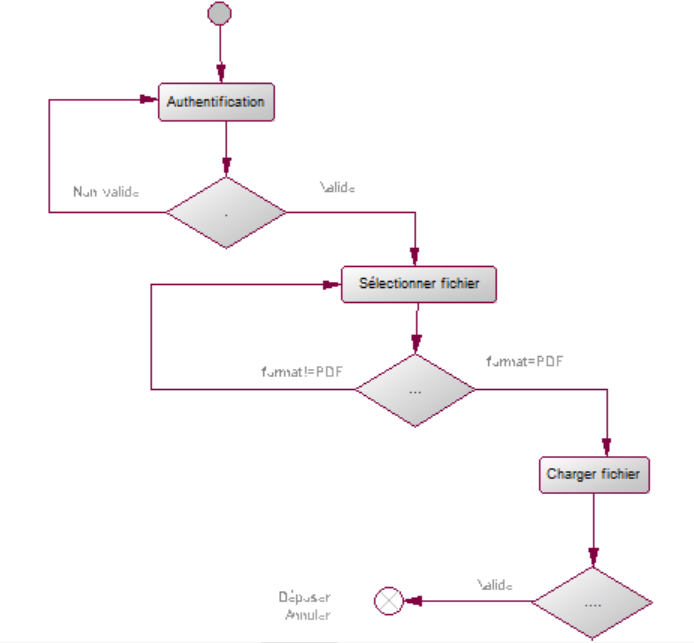 Authentification
Non valide
Valide
.
Sélectionner fichier
format!=PDF
format=PDF
...
Charger fichier
Valide
....
Déposer
Annuler